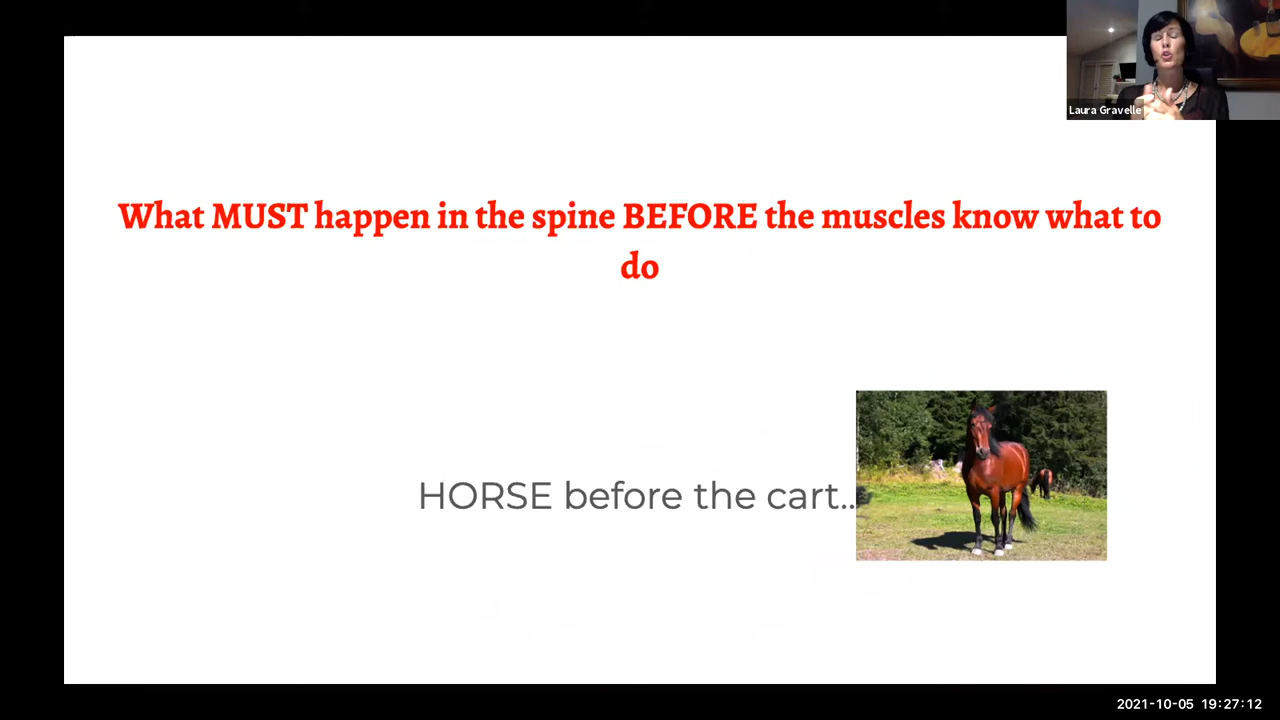 Laura Gravelle
What MUST happen in the spine BEFORE the muscles know what to
do
HORSE before the cart..
2021-10-05 19:27:12